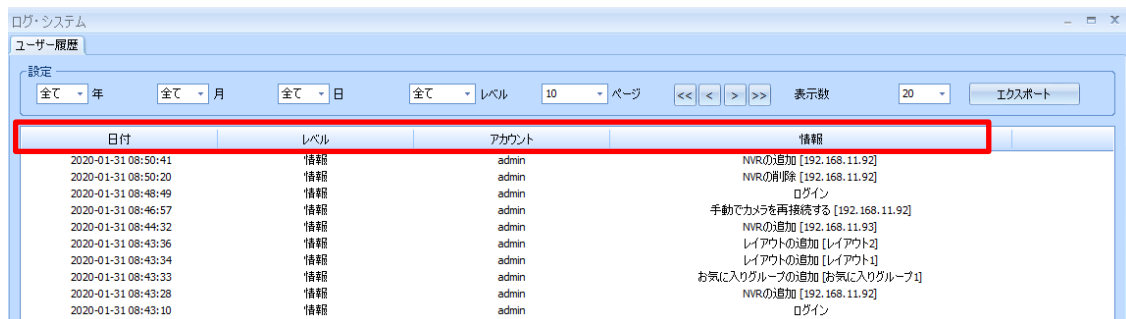 ログ・システム
ユーザー履歴
設定
全て 年 全て 月 全て 日 全て レベル 10 ページ << < > >> 表示数 20 エクスポート
日付 レベル アカウント 情報
2020-01-31 08:50:41 情報 admin NVRの追加 [192.168.11.92]
2020-01-31 08:50:20 情報 admin NVRの削除 [192.168.11.92]
2020-01-31 08:48:49 情報 admin ログイン
2020-01-31 08:46:57 情報 admin 手動でカメラを再接続する [192.168.11.92]
2020-01-31 08:44:32 情報 admin NVRの追加 [192.168.11.93]
2020-01-31 08:43:36 情報 admin レイアウトの追加 [レイアウト2]
2020-01-31 08:43:34 情報 admin レイアウトの追加 [レイアウト1]
2020-01-31 08:43:33 情報 admin お気に入りグループの追加 [お気に入りグループ1]
2020-01-31 08:43:28 情報 admin NVRの追加 [192.168.11.92]
2020-01-31 08:43:10 情報 admin ログイン